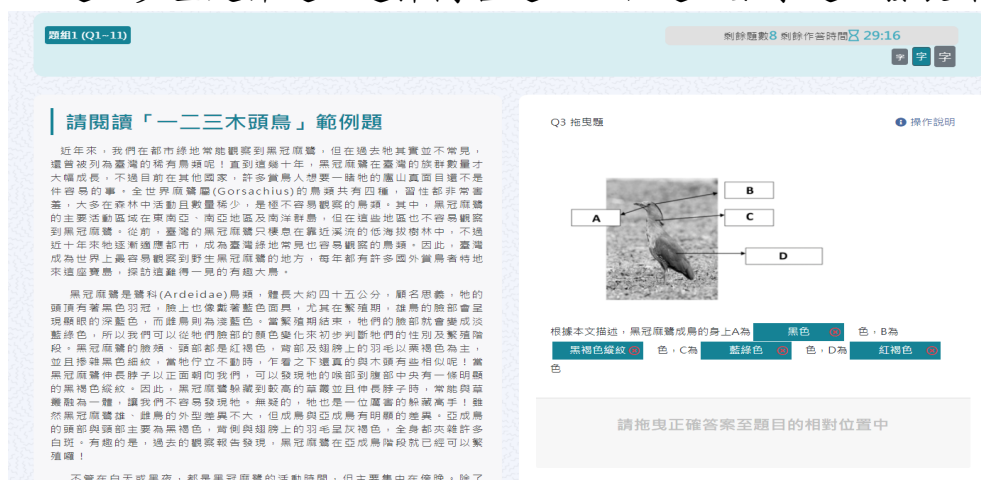 題組1 (Q1~11)
剩餘題數8 剩餘作答時間 29:16
字 字 字
請閱讀「一二三木頭鳥」範例題
近年來，我們在都市綠地常能觀察到黑冠麻鷺，但在過去牠其實並不常見，
還曾被列為臺灣的稀有鳥類呢！直到這幾十年，黑冠麻鷺在臺灣的族群數量才
大幅成長，不過目前在其他國家，許多賞鳥人想要一睹牠的廬山真面目還不是
件容易的事。全世界麻鷺屬(Gorsachius)的鳥類共有四種，習性都非常害
羞，大多在森林中活動且數量稀少，是極不容易觀察的鳥類。其中，黑冠麻鷺
的主要活動區域在東南亞、南亞地區及南洋群島，但在這些地區也不容易觀察
到黑冠麻鷺。從前，臺灣的黑冠麻鷺只棲息在靠近溪流的低海拔樹林中，不過
近十年來牠逐漸適應都市，成為臺灣綠地常見也容易觀察的鳥類。因此，臺灣
成為世界上最容易觀察到野生黑冠麻鷺的地方，每年都有許多國外賞鳥者特地
來這座寶島，探訪這難得一見的有趣大鳥。
黑冠麻鷺是鷺科(Ardeidae)鳥類，體長大約四十五公分，顧名思義，牠的
頭頂有著黑色羽冠，臉上也像戴著藍色面具，尤其在繁殖期，雄鳥的臉部會呈
現顯眼的深藍色，而雌鳥則為淺藍色。當繁殖期結束，牠們的臉部就會變成淡
藍綠色，所以我們可以從牠們臉部的顏色變化來初步判斷牠們的性別及繁殖階
段。黑冠麻鷺的臉頰、頸部都是紅褐色，背部及翅膀上的羽毛以栗褐色為主，
並且摻雜黑色細紋，當牠佇立不動時，乍看之下還真的與木頭有些相似呢！當
黑冠麻鷺伸長脖子以正面朝向我們，可以發現牠的喉部到腹部中央有一條明顯
的黑褐色縱紋。因此，黑冠麻鷺躲藏到較高的草叢並且伸長脖子時，常能與草
叢融為一體，讓我們不容易發現牠。無疑的，牠也是一位厲害的躲藏高手！雖
然黑冠麻鷺雄、雌鳥的外型差異不大，但成鳥與亞成鳥有明顯的差異。亞成鳥
的頭部與頸部主要為黑褐色，背側與翅膀上的羽毛呈灰褐色，全身都夾雜許多
白斑。有趣的是，過去的觀察報告發現，黑冠麻鷺在亞成鳥階段就已經可以繁
殖囉！
不管在白天或黑夜，都是黑冠麻鷺的活動時間，但主要集中在傍晚。除了
Q3 拖曳題
操作說明
A
B
C
D
根據本文描述，黑冠麻鷺成鳥的身上A為 黑色 色，B為
黑褐色縱紋 色，C為 藍綠色 色，D為 紅褐色
色
請拖曳正確答案至題目的相對位置中